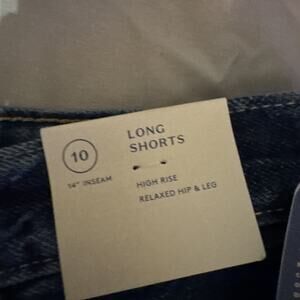 10
LONG
SHORTS
14" INSEAM
HIGH RISE
RELAXED HIP & LEG